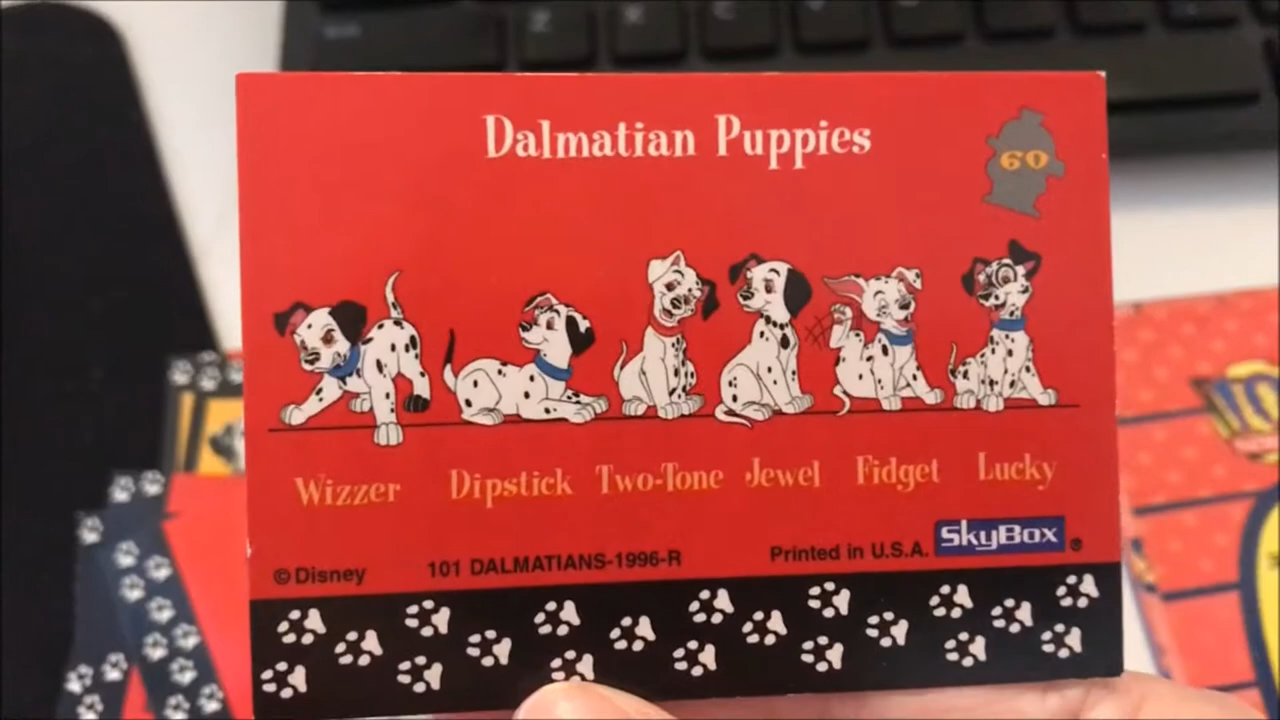 Z X C V
Dalmatian Puppies
60
Wizzer Dipstick Two-Tone Jewel Fidget Lucky
© Disney 101 DALMATIANS-1996-R Printed in U.S.A. SkyBox ®